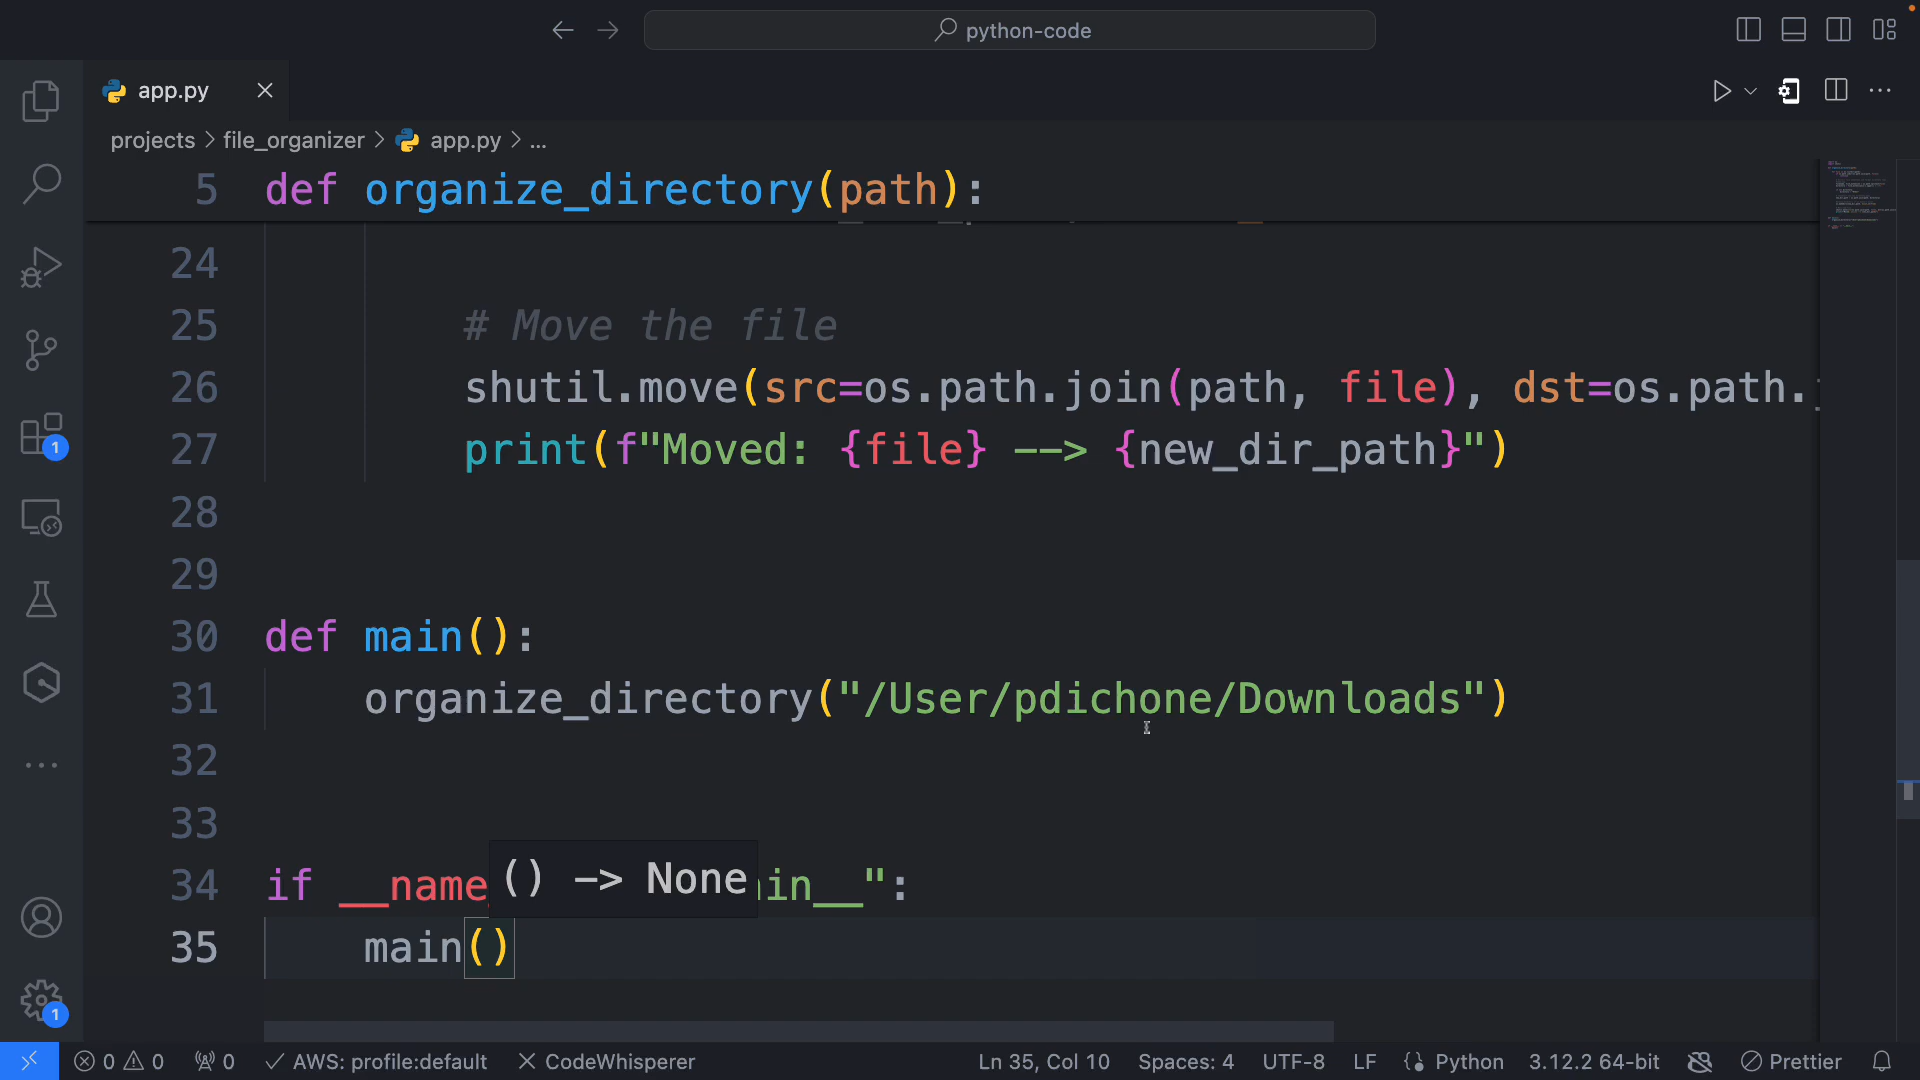 python-code
app.py
projects > file_organizer > app.py > ...
5 def organize_directory(path):
24
25 # Move the file
26 shutil.move(src=os.path.join(path, file), dst=os.path.
27 print(f"Moved: {file} --> {new_dir_path}")
28
29
30 def main():
31 organize_directory("/User/pdichone/Downloads")
32
33
34 if __name in__":
() -> None
35 main()
1
1
0 0 0 AWS: profile:default CodeWhisperer Ln 35, Col 10 Spaces: 4 UTF-8 LF Python 3.12.2 64-bit Prettier